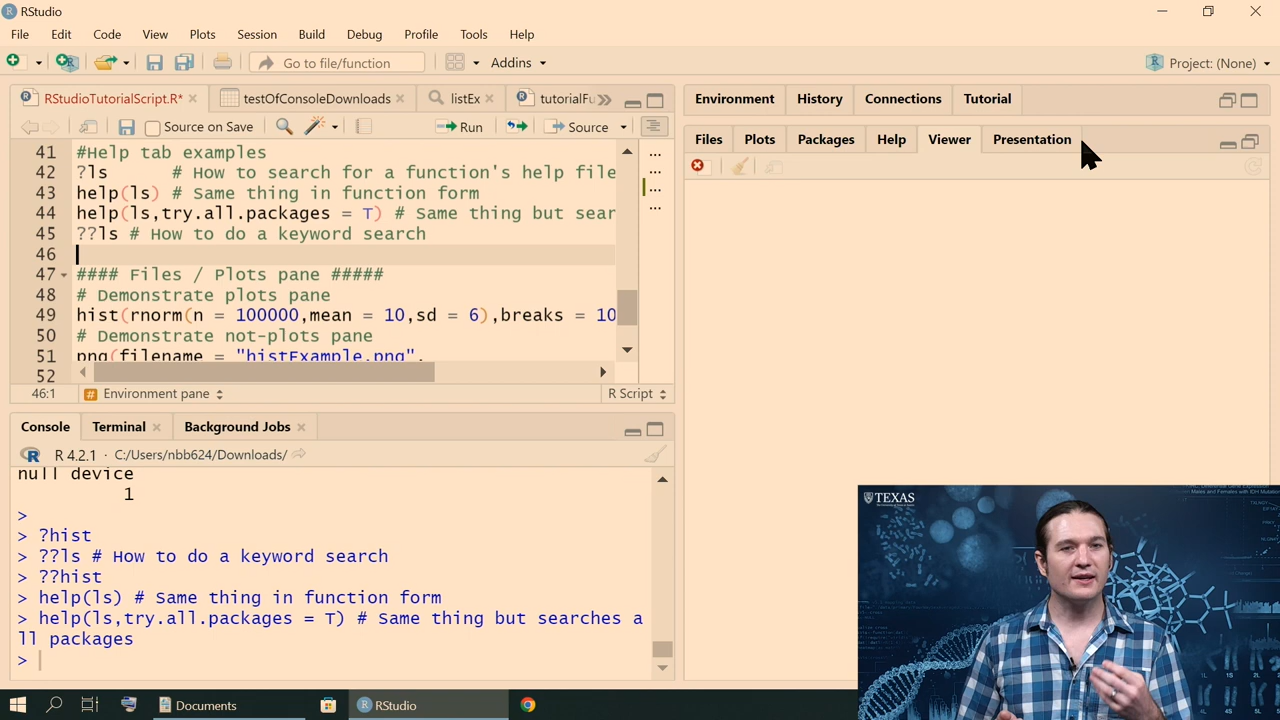 RStudio
File Edit Code View Plots Session Build Debug Profile Tools Help
Go to file/function Addins Project: (None)
RStudioTutorialScript.R* testOfConsoleDownloads listEx tutorialFu
Source on Save Run Source
41 #Help tab examples
42 ?ls # How to search for a function's help file
43 help(ls) # Same thing in function form
44 help(ls,try.all.packages = T) # Same thing but sear
45 ??ls # How to do a keyword search
46
47 #### Files / Plots pane #####
48 # Demonstrate plots pane
49 hist(rnorm(n = 100000,mean = 10,sd = 6),breaks = 10
50 # Demonstrate not-plots pane
51 png(filename = "histExample.png",
52
46:1 Environment pane R Script
Console Terminal Background Jobs
R 4.2.1 · C:/Users/nbb624/Downloads/
null device
1
>
> ?hist
> ??ls # How to do a keyword search
> ??hist
> help(ls) # Same thing in function form
> help(ls,try.all.packages = T) # Same thing but searches a
ll packages
>
Environment History Connections Tutorial
Files Plots Packages Help Viewer Presentation
TEXAS
Documents RStudio